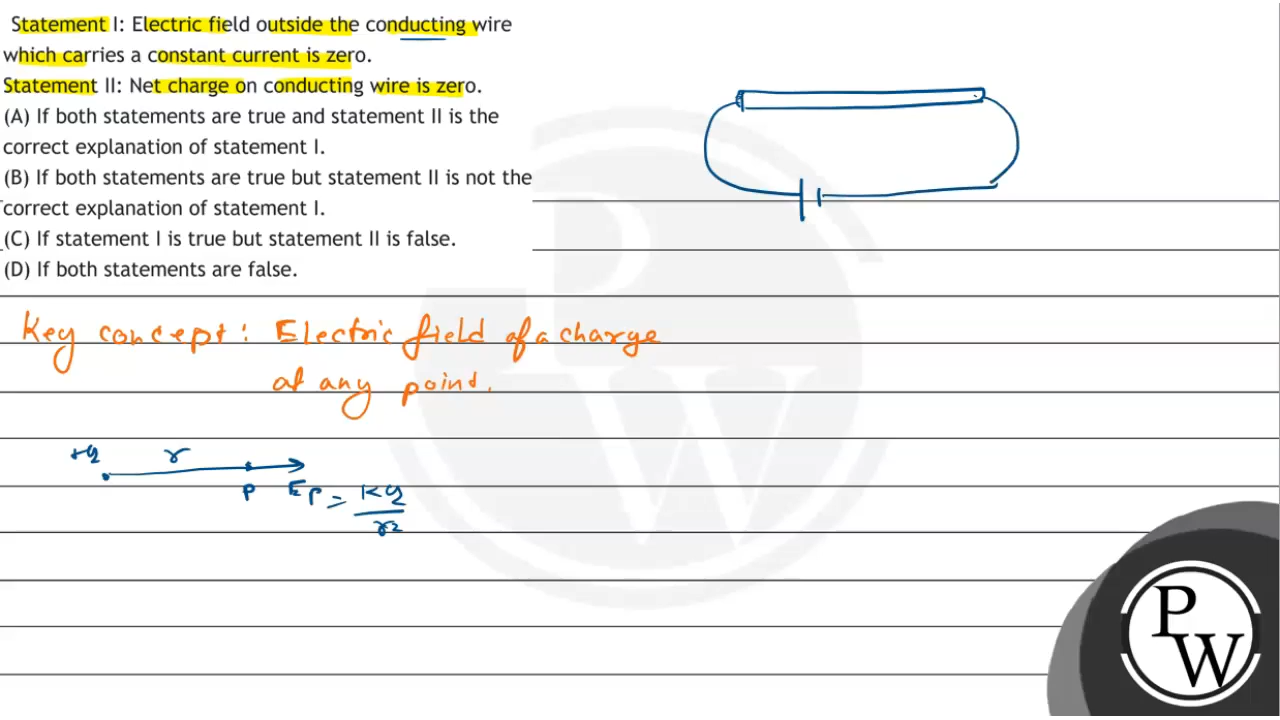 Statement I: Electric field outside the conducting wire
which carries a constant current is zero.
Statement II: Net charge on conducting wire is zero.
(A) If both statements are true and statement II is the
correct explanation of statement I.
(B) If both statements are true but statement II is not the
correct explanation of statement I.
(C) If statement I is true but statement II is false.
(D) If both statements are false.
Key concept: Electric field of a charge
at any point.
+q r
P Ep = Kq/r2
P
W
P
W